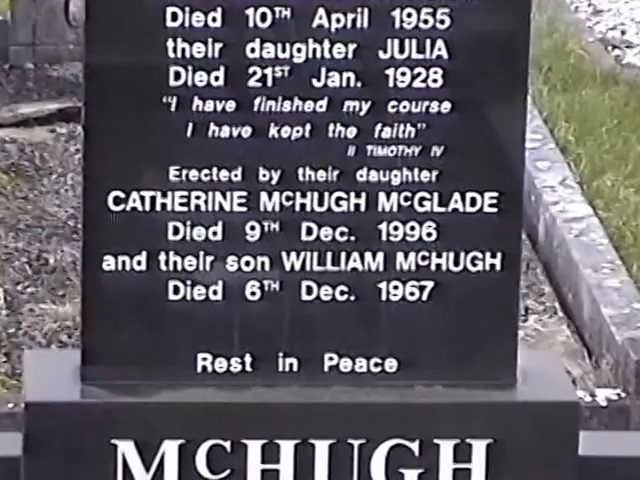 Died 10TH April 1955
their daughter JULIA
Died 21ST Jan. 1928
"I have finished my course
I have kept the faith"
II TIMOTHY IV
Erected by their daughter
CATHERINE McHUGH McGLADE
Died 9TH Dec. 1996
and their son WILLIAM McHUGH
Died 6TH Dec. 1967
Rest in Peace
McHUGH